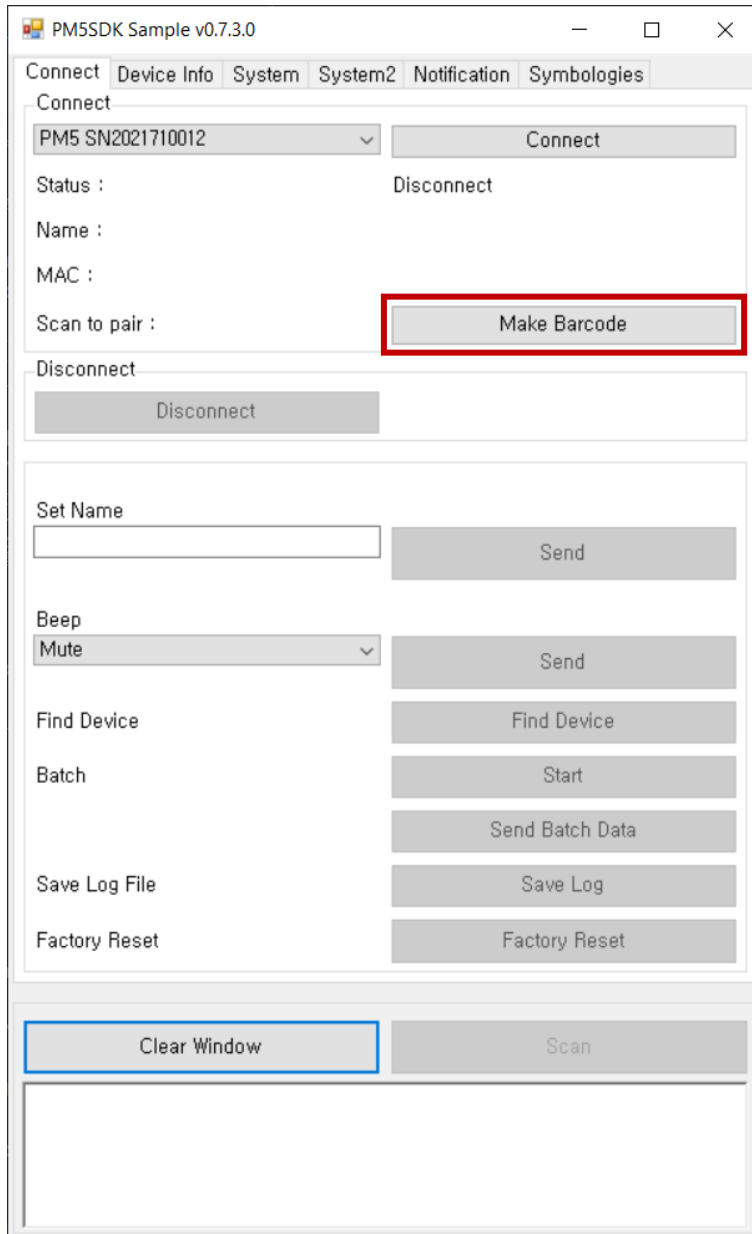 PM5SDK Sample v0.7.3.0
Connect Device Info System System2 Notification Symbologies
Connect
PM5 SN2021710012 Connect
Status : Disconnect
Name :
MAC :
Scan to pair : Make Barcode
Disconnect
Disconnect
Set Name
Send
Beep
Mute
Send
Find Device Find Device
Batch Start
Send Batch Data
Save Log File Save Log
Factory Reset Factory Reset
Clear Window Scan